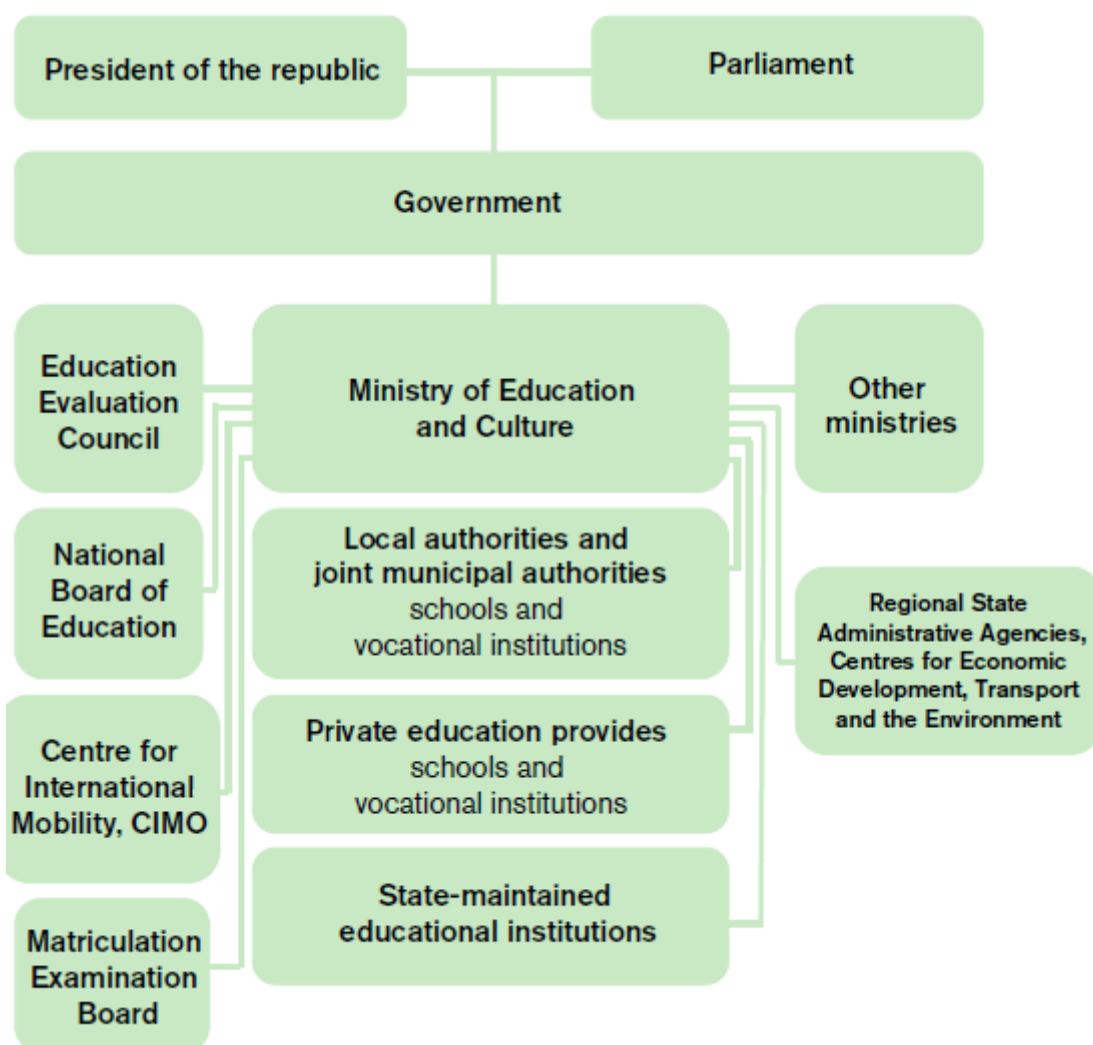 President of the republic
Parliament
Government
Education
Evaluation
Council
Ministry of Education
and Culture
Other
ministries
National
Board of
Education
Local authorities and
joint municipal authorities
schools and
vocational institutions
Regional State
Administrative Agencies,
Centres for Economic
Development, Transport
and the Environment
Centre for
International
Mobility, CIMO
Private education provides
schools and
vocational institutions
State-maintained
educational institutions
Matriculation
Examination
Board